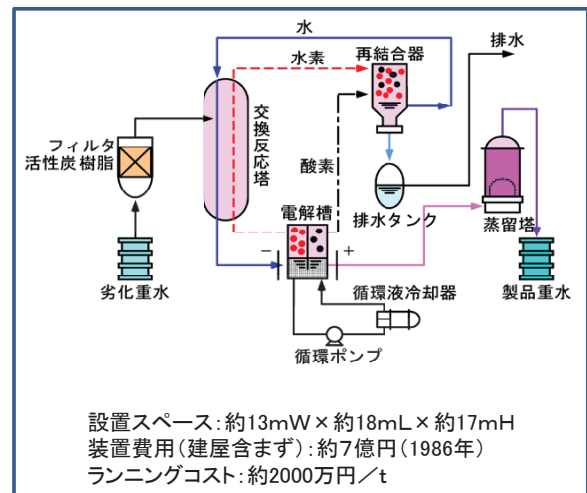 水
排水
水素
再結合器
フィルタ
活性炭樹脂
交換反応塔
酸素
排水タンク
蒸留塔
電解槽
－
＋
劣化重水
循環液冷却器
製品重水
循環ポンプ
設置スペース：約13mW×約18mL×約17mH
装置費用（建屋含まず）：約7億円（1986年）
ランニングコスト：約2000万円／t